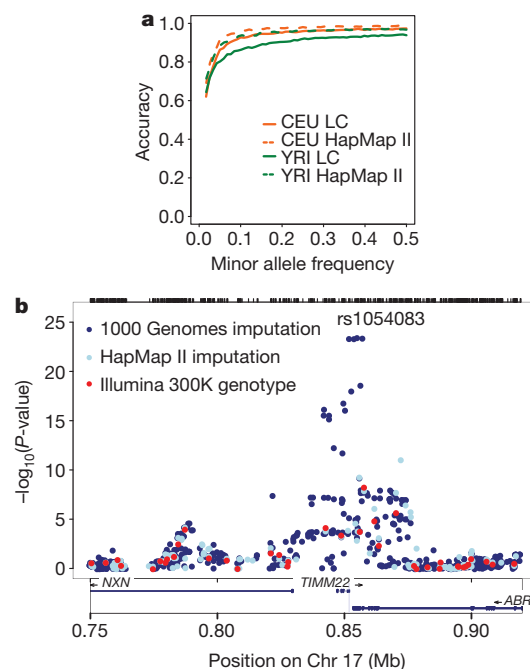 a
1.0
0.8
0.6
0.4
0.2
0.0
Accuracy
CEU LC
CEU HapMap II
YRI LC
YRI HapMap II
0.0 0.1 0.2 0.3 0.4 0.5
Minor allele frequency
b
25
20
15
10
5
0
–log10(P-value)
rs1054083
1000 Genomes imputation
HapMap II imputation
Illumina 300K genotype
NXN
TIMM22
ABR
0.75 0.80 0.85 0.90
Position on Chr 17 (Mb)